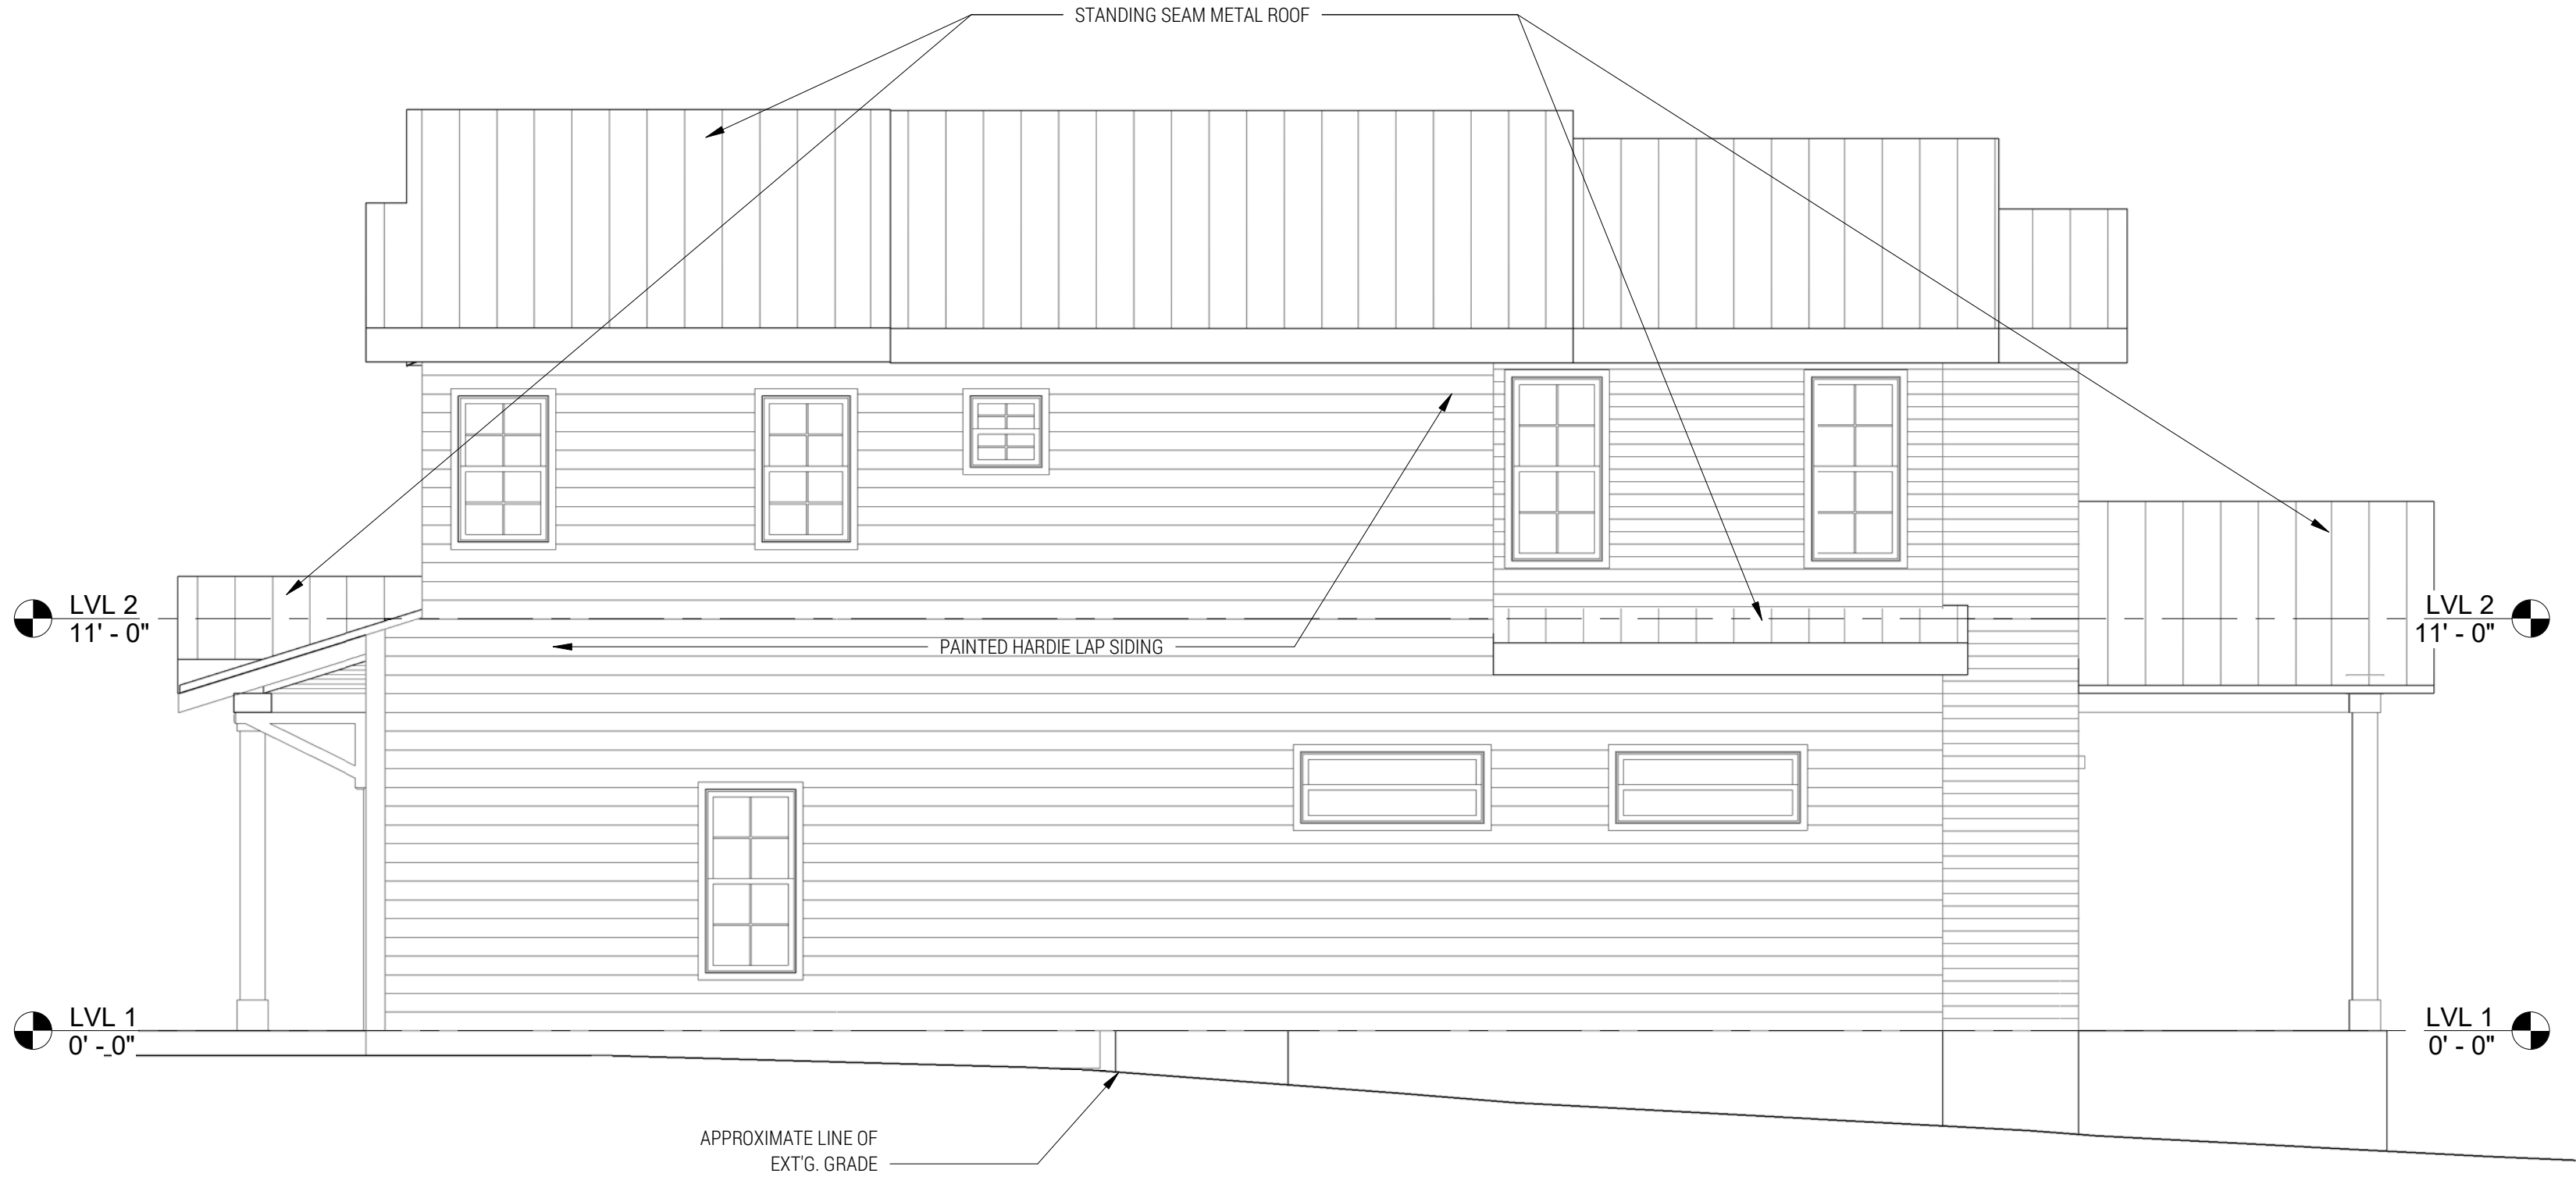 STANDING SEAM METAL ROOF
LVL 2
11' - 0"
LVL 2
11' - 0"
PAINTED HARDIE LAP SIDING
LVL 1
0' - 0"
LVL 1
0' - 0"
APPROXIMATE LINE OF
EXT'G. GRADE